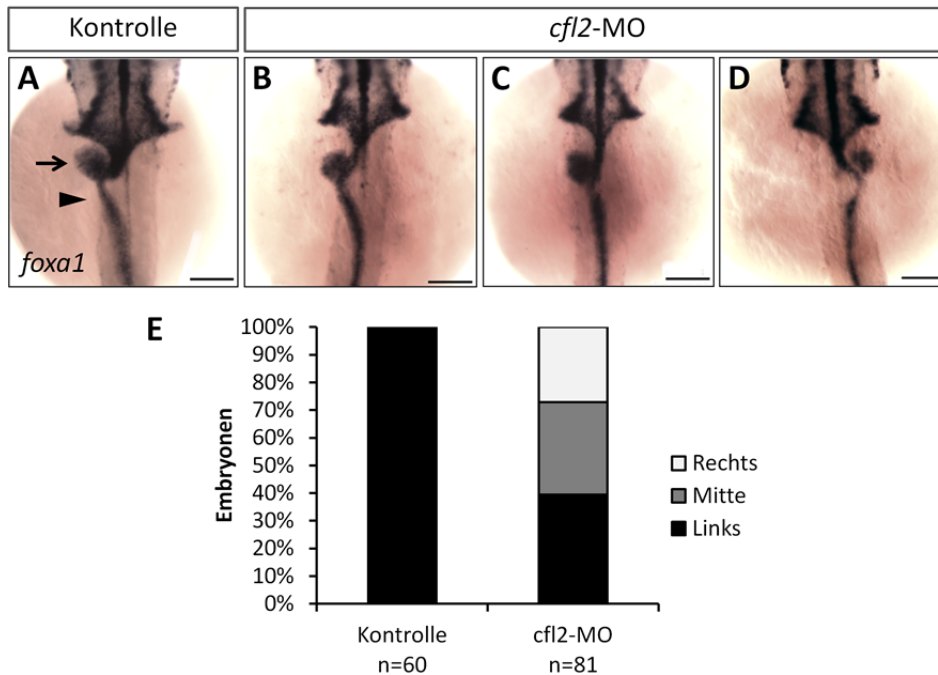 Kontrolle
cfl2-MO
A
B
C
D
foxa1
E
100%
90%
80%
70%
60%
50%
40%
30%
20%
10%
0%
Embryonen
Rechts
Mitte
Links
Kontrolle
n=60
cfl2-MO
n=81